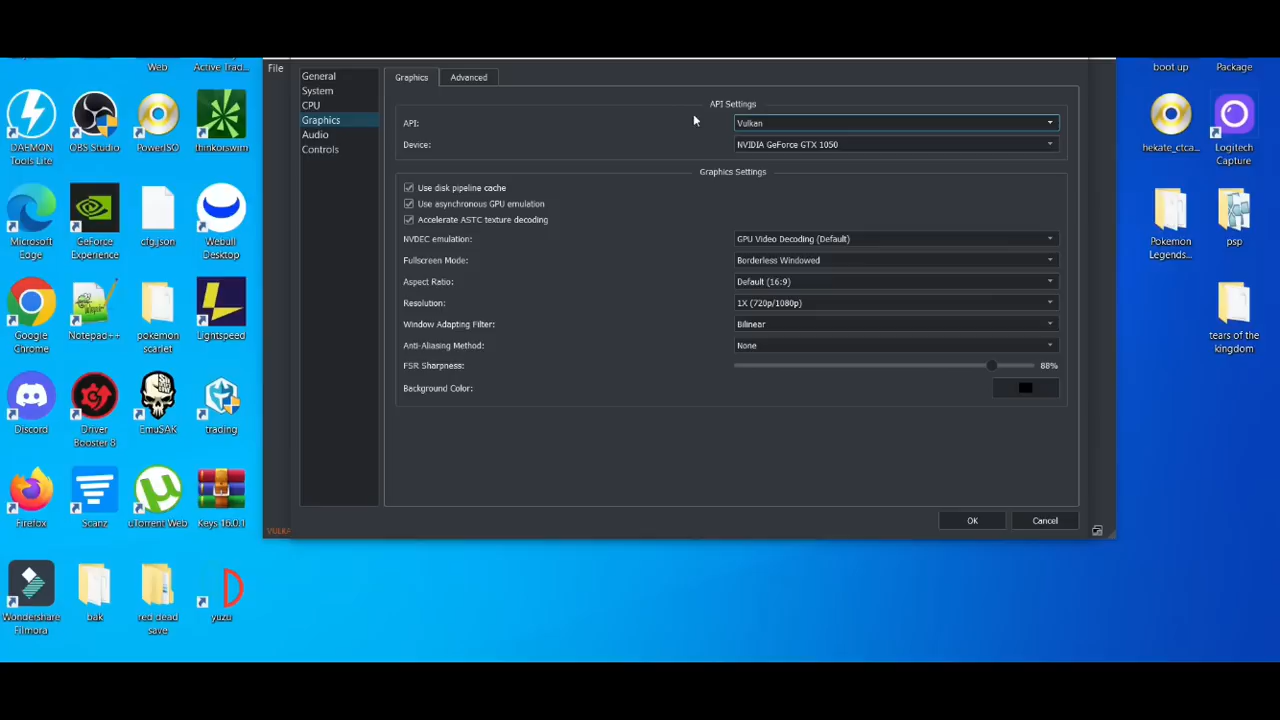 Web
Active Trad...
DAEMON
Tools Lite
OBS Studio
PowerISO
thinkorswim
Microsoft
Edge
GeForce
Experience
cfg.json
Webull
Desktop
Google
Chrome
Notepad++
pokemon
scarlet
Lightspeed
Discord
Driver
Booster 8
EmuSAK
trading
Firefox
Scanz
uTorrent Web
Keys 16.0.1
Wondershare
Filmora
bak
red dead
save
yuzu
File
General
System
CPU
Graphics
Audio
Controls
Graphics
Advanced
API Settings
API:
Vulkan
Device:
NVIDIA GeForce GTX 1050
Graphics Settings
Use disk pipeline cache
Use asynchronous GPU emulation
Accelerate ASTC texture decoding
NVDEC emulation:
GPU Video Decoding (Default)
Fullscreen Mode:
Borderless Windowed
Aspect Ratio:
Default (16:9)
Resolution:
1X (720p/1080p)
Window Adapting Filter:
Bilinear
Anti-Aliasing Method:
None
FSR Sharpness:
88%
Background Color:
OK
Cancel
VULKA
boot up
Package
hekate_ctca...
Logitech
Capture
Pokemon
Legends...
psp
tears of the
kingdom